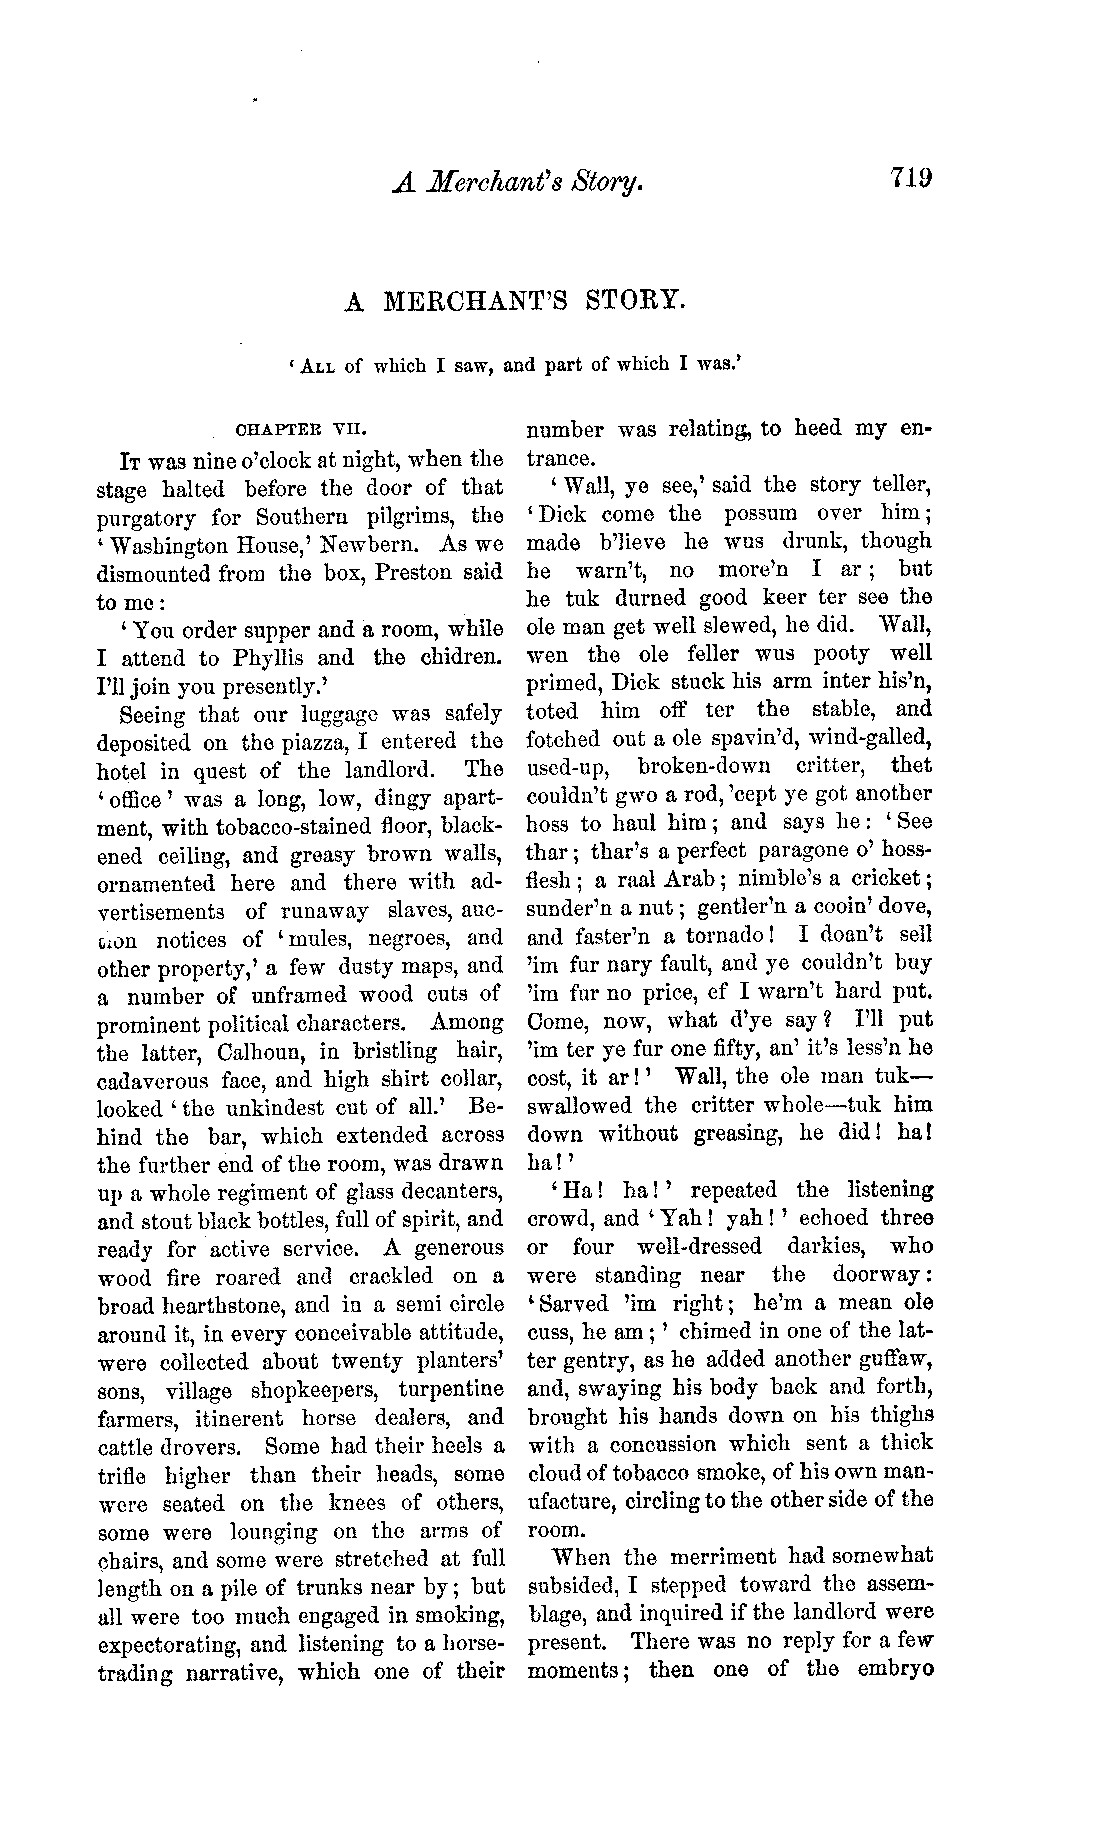 A Merchant's Story. 719
A MERCHANT'S STORY.
‘ ALL of which I saw, and part of which I was.’
CHAPTER VII.
IT was nine o'clock at night, when the
stage halted before the door of that
purgatory for Southern pilgrims, the
‘ Washington House,’ Newbern. As we
dismounted from the box, Preston said
to me :
‘ You order supper and a room, while
I attend to Phyllis and the chidren.
I'll join you presently.’
Seeing that our luggage was safely
deposited on the piazza, I entered the
hotel in quest of the landlord. The
‘ office ’ was a long, low, dingy apart-
ment, with tobacco-stained floor, black-
ened ceiling, and greasy brown walls,
ornamented here and there with ad-
vertisements of runaway slaves, auc-
tion notices of ‘ mules, negroes, and
other property,’ a few dusty maps, and
a number of unframed wood cuts of
prominent political characters. Among
the latter, Calhoun, in bristling hair,
cadaverous face, and high shirt collar,
looked ‘ the unkindest cut of all.’ Be-
hind the bar, which extended across
the further end of the room, was drawn
up a whole regiment of glass decanters,
and stout black bottles, full of spirit, and
ready for active service. A generous
wood fire roared and crackled on a
broad hearthstone, and in a semi circle
around it, in every conceivable attitude,
were collected about twenty planters'
sons, village shopkeepers, turpentine
farmers, itinerent horse dealers, and
cattle drovers. Some had their heels a
trifle higher than their heads, some
were seated on the knees of others,
some were lounging on the arms of
chairs, and some were stretched at full
length on a pile of trunks near by ; but
all were too much engaged in smoking,
expectorating, and listening to a horse-
trading narrative, which one of their
number was relating, to heed my en-
trance.
‘ Wall, ye see,’ said the story teller,
‘ Dick come the possum over him ;
made b'lieve he wus drunk, though
he warn't, no more'n I ar ; but
he tuk durned good keer ter see the
ole man get well slewed, he did. Wall,
wen the ole feller wus pooty well
primed, Dick stuck his arm inter his'n,
toted him off ter the stable, and
fotched out a ole spavin'd, wind-galled,
used-up, broken-down critter, thet
couldn't gwo a rod, 'cept ye got another
hoss to haul him ; and says he : ‘ See
thar ; thar's a perfect paragone o' hoss-
flesh ; a raal Arab ; nimble's a cricket ;
sunder'n a nut ; gentler'n a cooin' dove,
and faster'n a tornado ! I doan't sell
'im fur nary fault, and ye couldn't buy
'im fur no price, ef I warn't hard put.
Come, now, what d'ye say ? I'll put
'im ter ye fur one fifty, an' it's less'n he
cost, it ar ! ’ Wall, the ole man tuk—
swallowed the critter whole—tuk him
down without greasing, he did ! ha !
ha ! ’
‘ Ha ! ha ! ’ repeated the listening
crowd, and ‘ Yah ! yah ! ’ echoed three
or four well-dressed darkies, who
were standing near the doorway :
‘ Sarved 'im right ; he'm a mean ole
cuss, he am ; ’ chimed in one of the lat-
ter gentry, as he added another guffaw,
and, swaying his body back and forth,
brought his hands down on his thighs
with a concussion which sent a thick
cloud of tobacco smoke, of his own man-
ufacture, circling to the other side of the
room.
When the merriment had somewhat
subsided, I stepped toward the assem-
blage, and inquired if the landlord were
present. There was no reply for a few
moments ; then one of the embryo